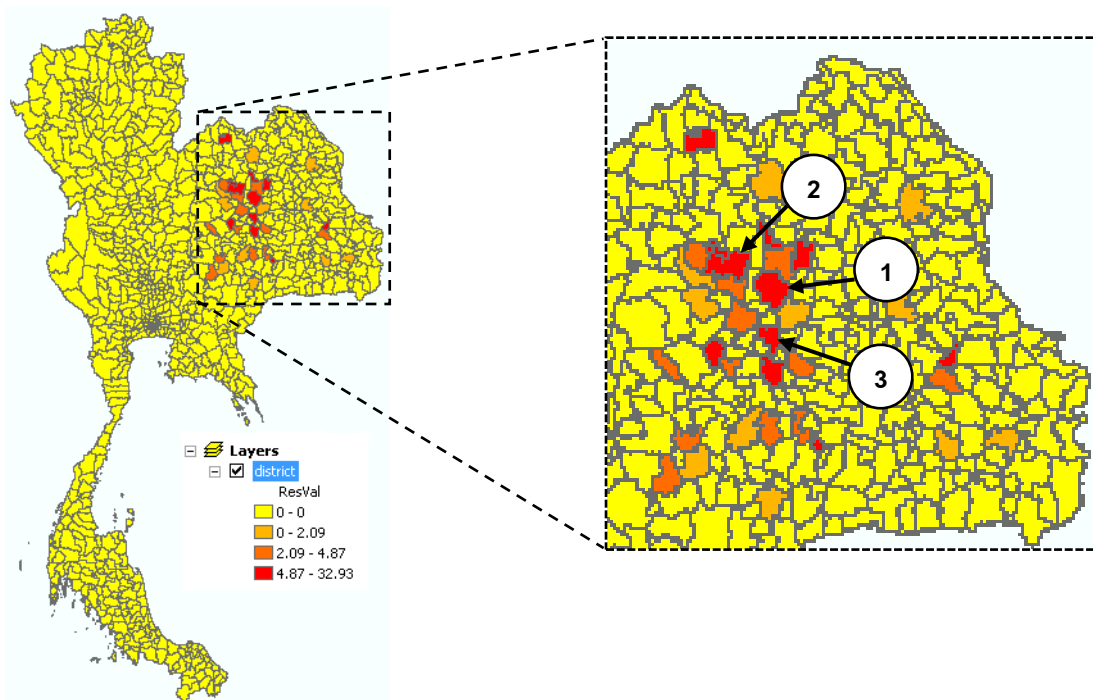 2
1
3
Layers
district
ResVal
0 - 0
0 - 2.09
2.09 - 4.87
4.87 - 32.93